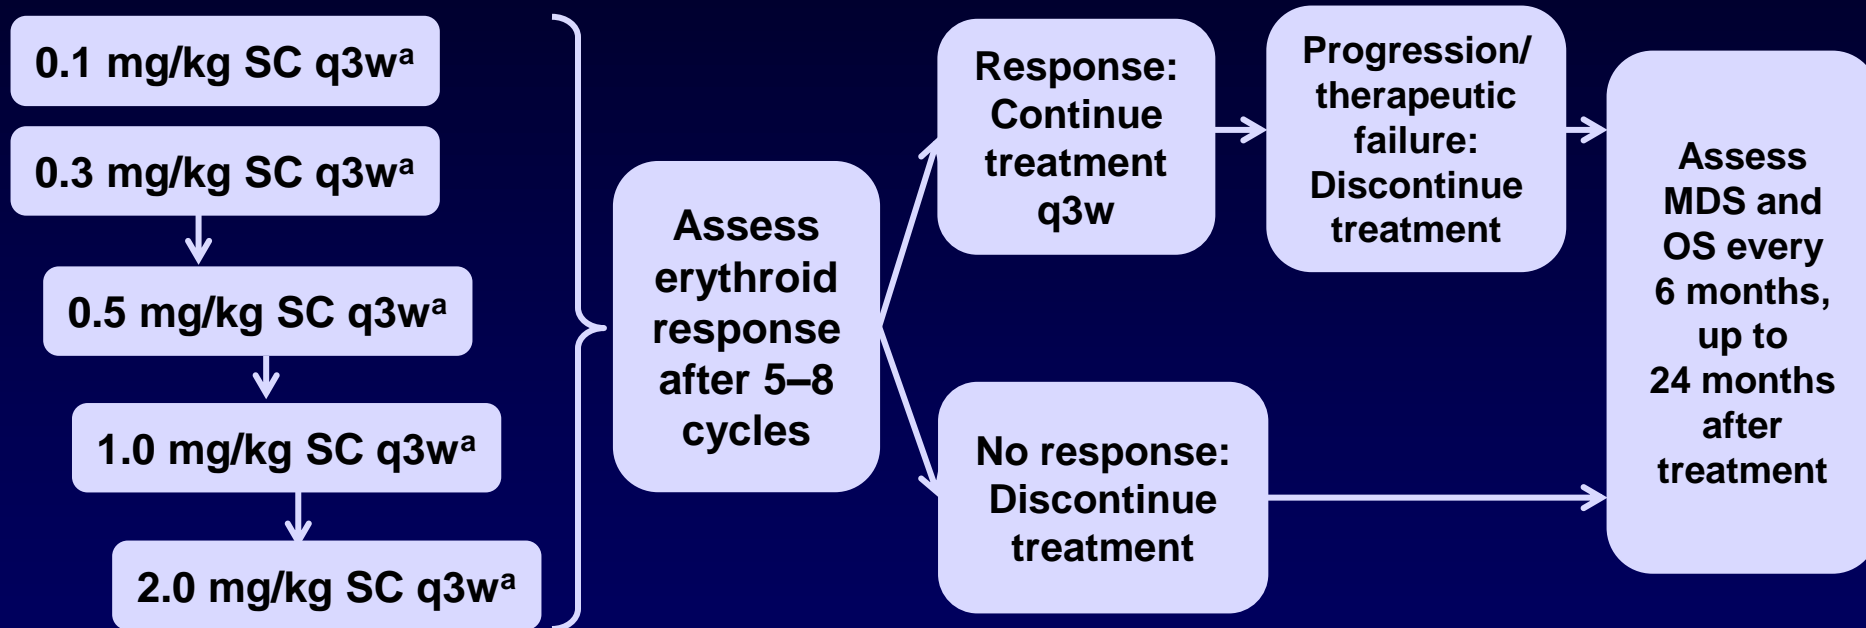 0.1 mg/kg SC q3wᵃ
0.3 mg/kg SC q3wᵃ
0.5 mg/kg SC q3wᵃ
1.0 mg/kg SC q3wᵃ
2.0 mg/kg SC q3wᵃ
Assess
erythroid
response
after 5–8
cycles
Response:
Continue
treatment
q3w
Progression/
therapeutic
failure:
Discontinue
treatment
No response:
Discontinue
treatment
Assess
MDS and
OS every
6 months,
up to
24 months
after
treatment